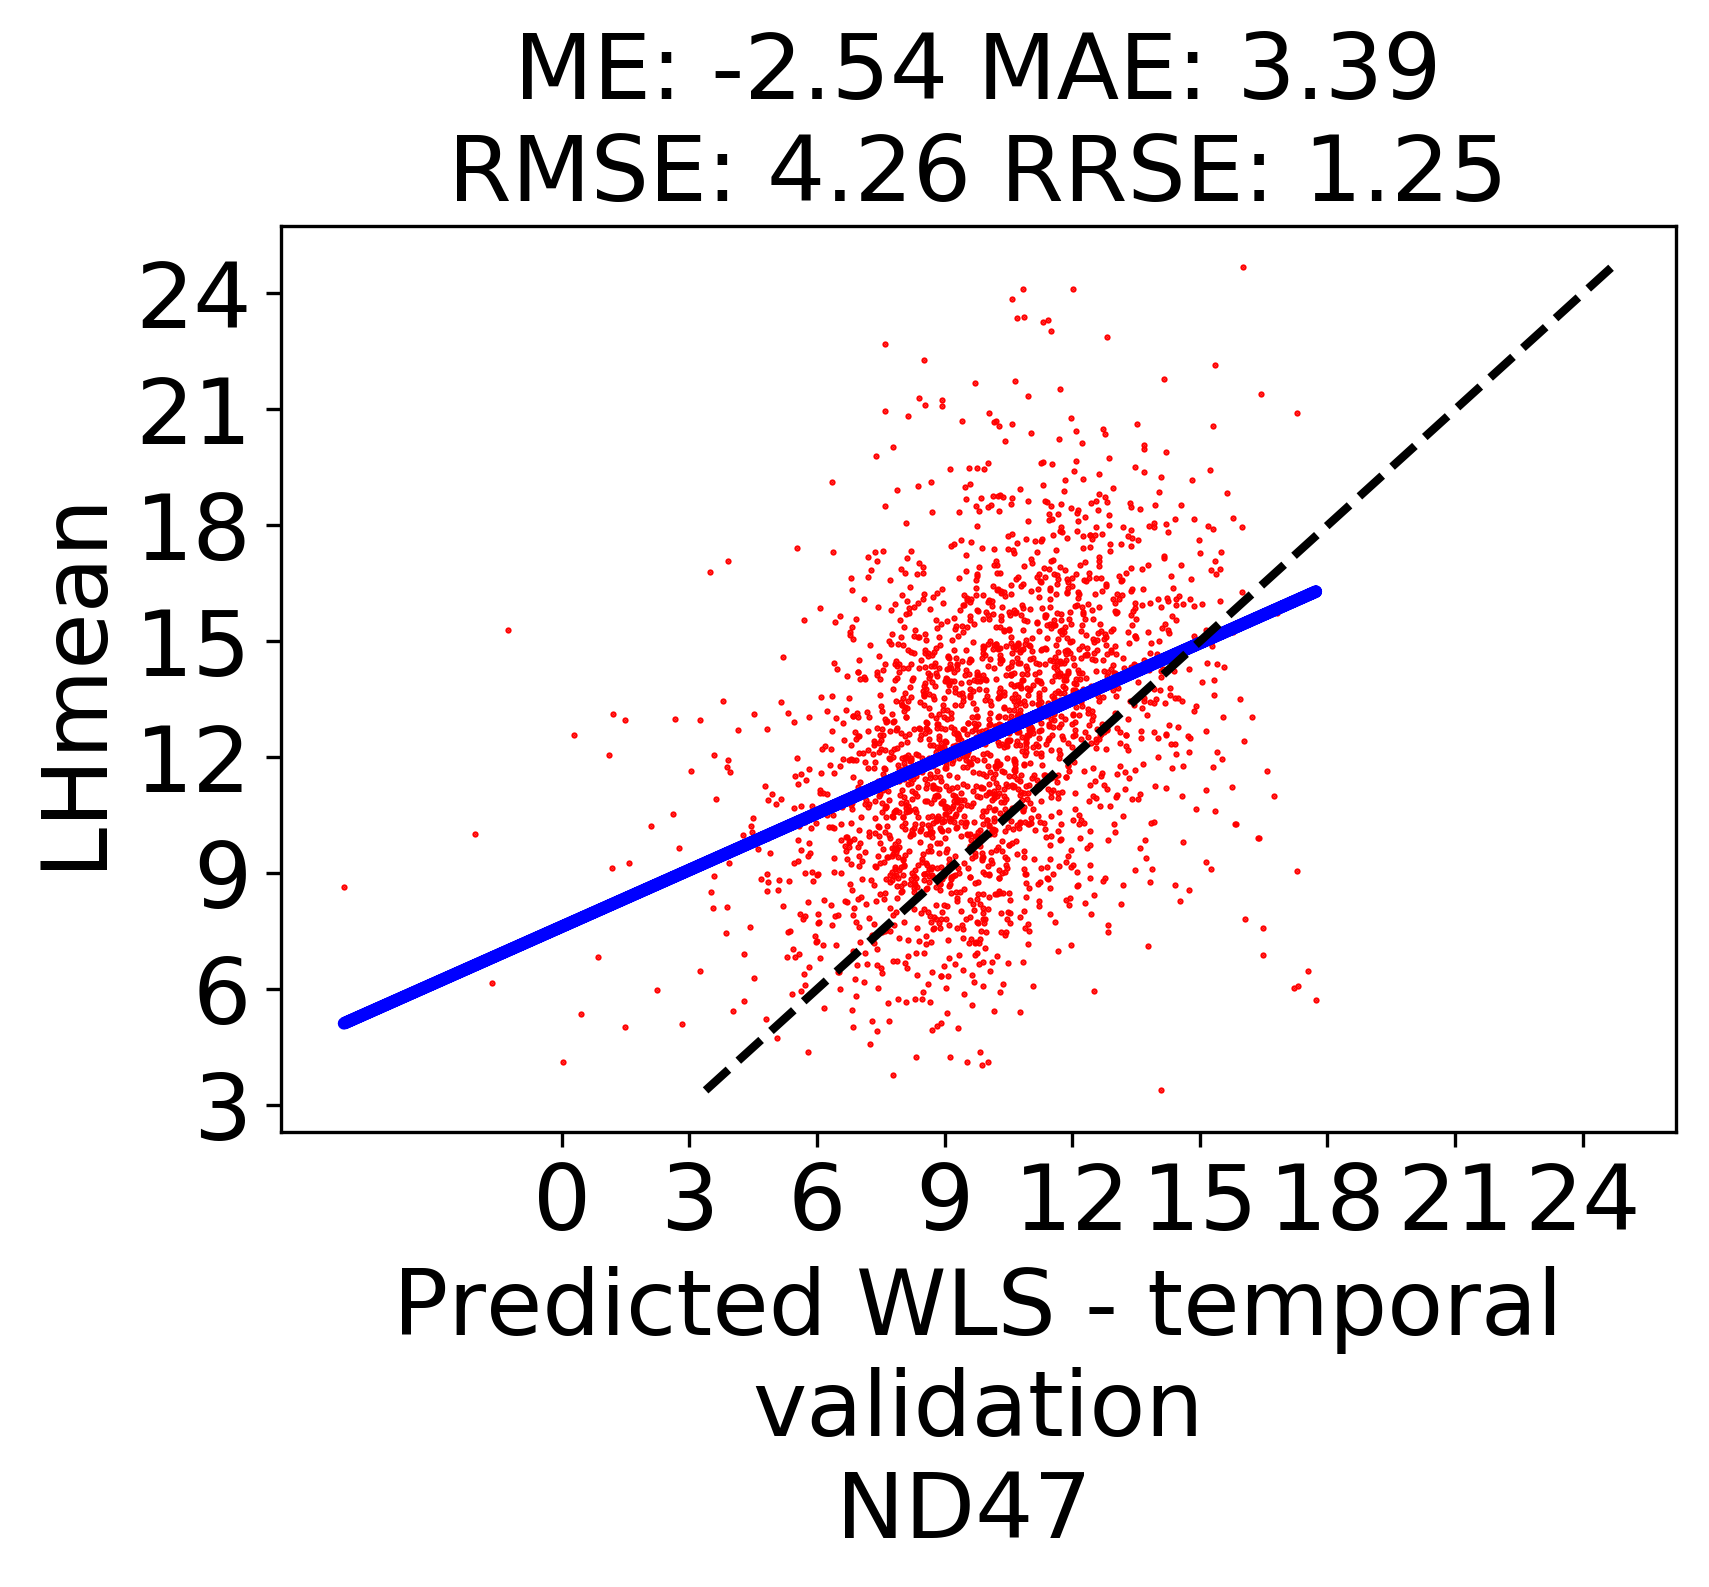 ME: -2.54 MAE: 3.39
RMSE: 4.26 RRSE: 1.25
LHmean
24
21
18
15
12
9
6
3
0 3 6 9 12 15 18 21 24
Predicted WLS - temporal
validation
ND47